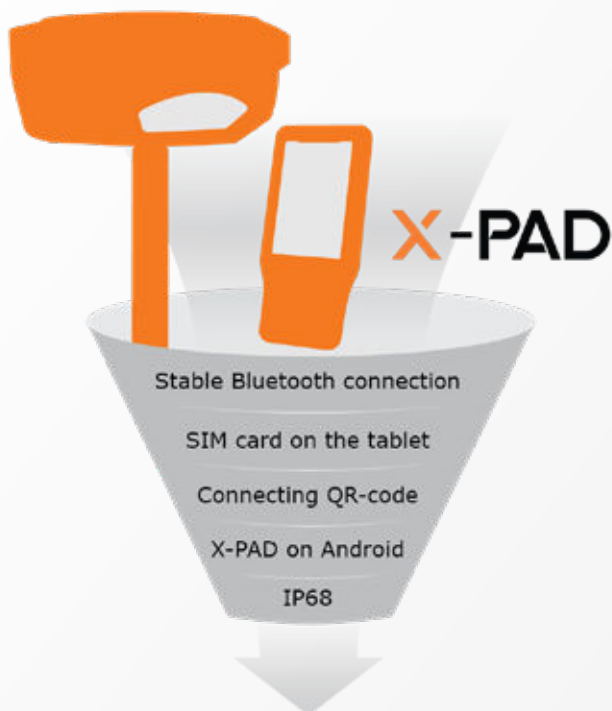 X-PAD
Stable Bluetooth connection
SIM card on the tablet
Connecting QR-code
X-PAD on Android
IP68